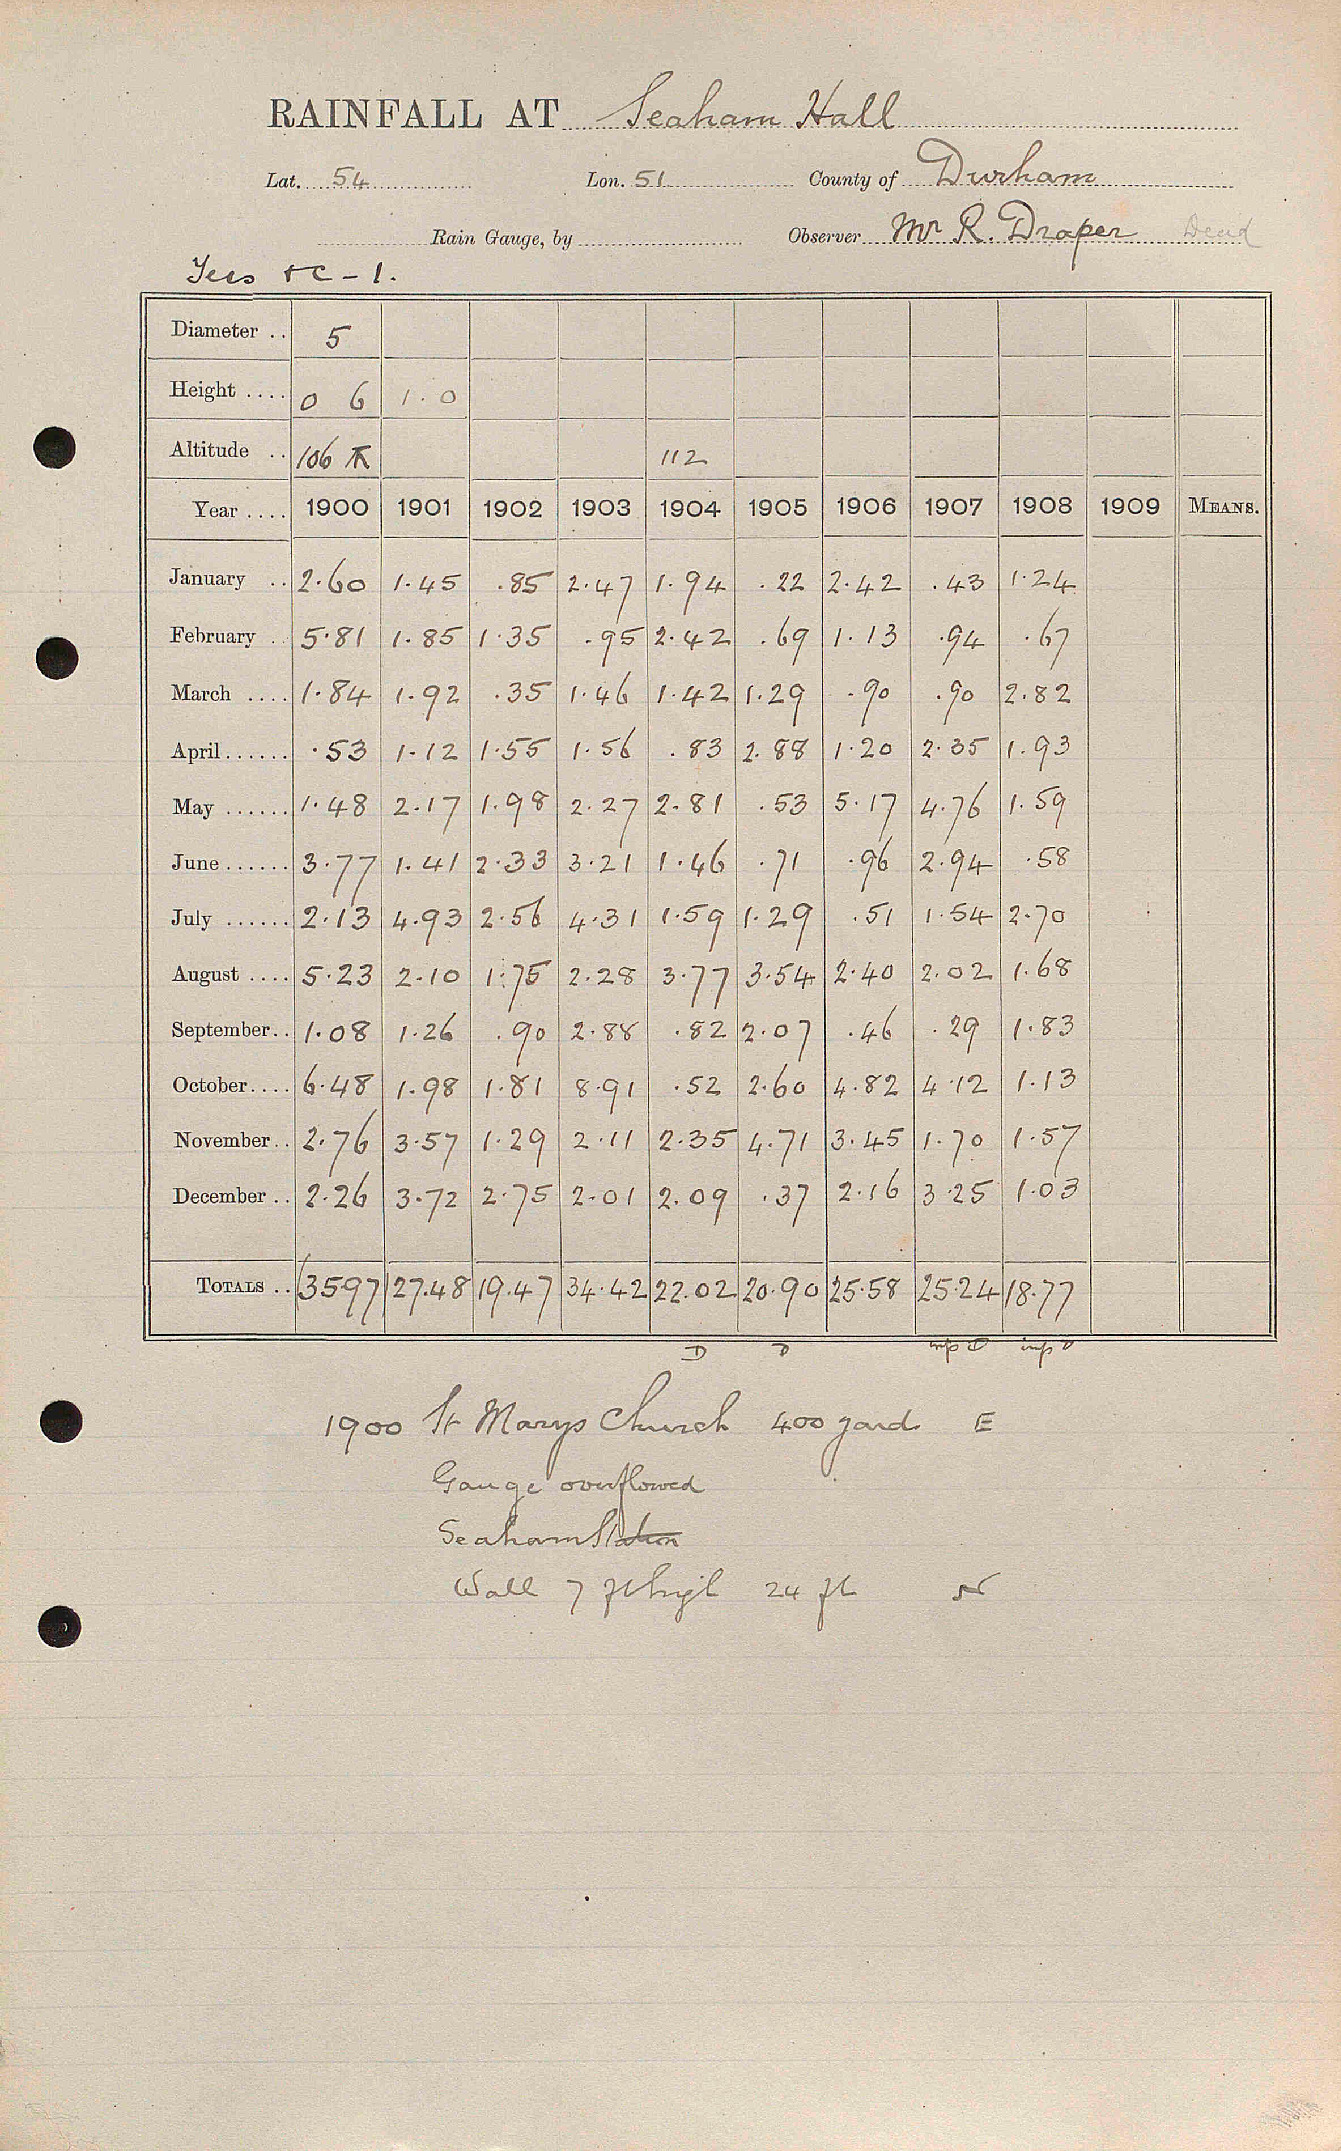 RAINFALL AT Seaham Hall
Lat. 54 Lon. 51 County of Durham
Rain Gauge, by Observer Mr R. Draper Dead
Tees &c - 1.
Diameter .. 5
Height .... 0 6 1.0
Altitude .. 106 112
Year .... 1900 1901 1902 1903 1904 1905 1906 1907 1908 1909 MEANS.
January .. 2.60 1.45 .85 2.47 1.94 .22 2.42 .43 1.24
February .. 5.81 1.85 1.35 .95 2.42 .69 1.13 .94 .67
March .... 1.84 1.92 .35 1.46 1.42 1.29 .90 .90 2.82
April...... .53 1.12 1.55 1.56 .83 2.88 1.20 2.35 1.93
May ...... 1.48 2.17 1.98 2.27 2.81 .53 5.17 4.76 1.59
June...... 3.77 1.41 2.33 3.21 1.46 .71 .96 2.94 .58
July ...... 2.13 4.93 2.56 4.31 1.59 1.29 .51 1.54 2.70
August .... 5.23 2.10 1.75 2.28 3.77 3.54 2.40 2.02 1.68
September.. 1.08 1.26 .90 2.88 .82 2.07 .46 .29 1.83
October.... 6.48 1.98 1.81 8.91 .52 2.60 4.82 4.12 1.13
November.. 2.76 3.57 1.29 2.11 2.35 4.71 3.45 1.70 1.57
December .. 2.26 3.72 2.75 2.01 2.09 .37 2.16 3.25 1.03
TOTALS .. 3597 27.48 19.47 34.42 22.02 20.90 25.58 25.24 18.77
D D imp D imp D
1900 St Marys Church 400 yard E
Gauge overflowed
Seaham Station
Wall 7 ft high 24 ft N